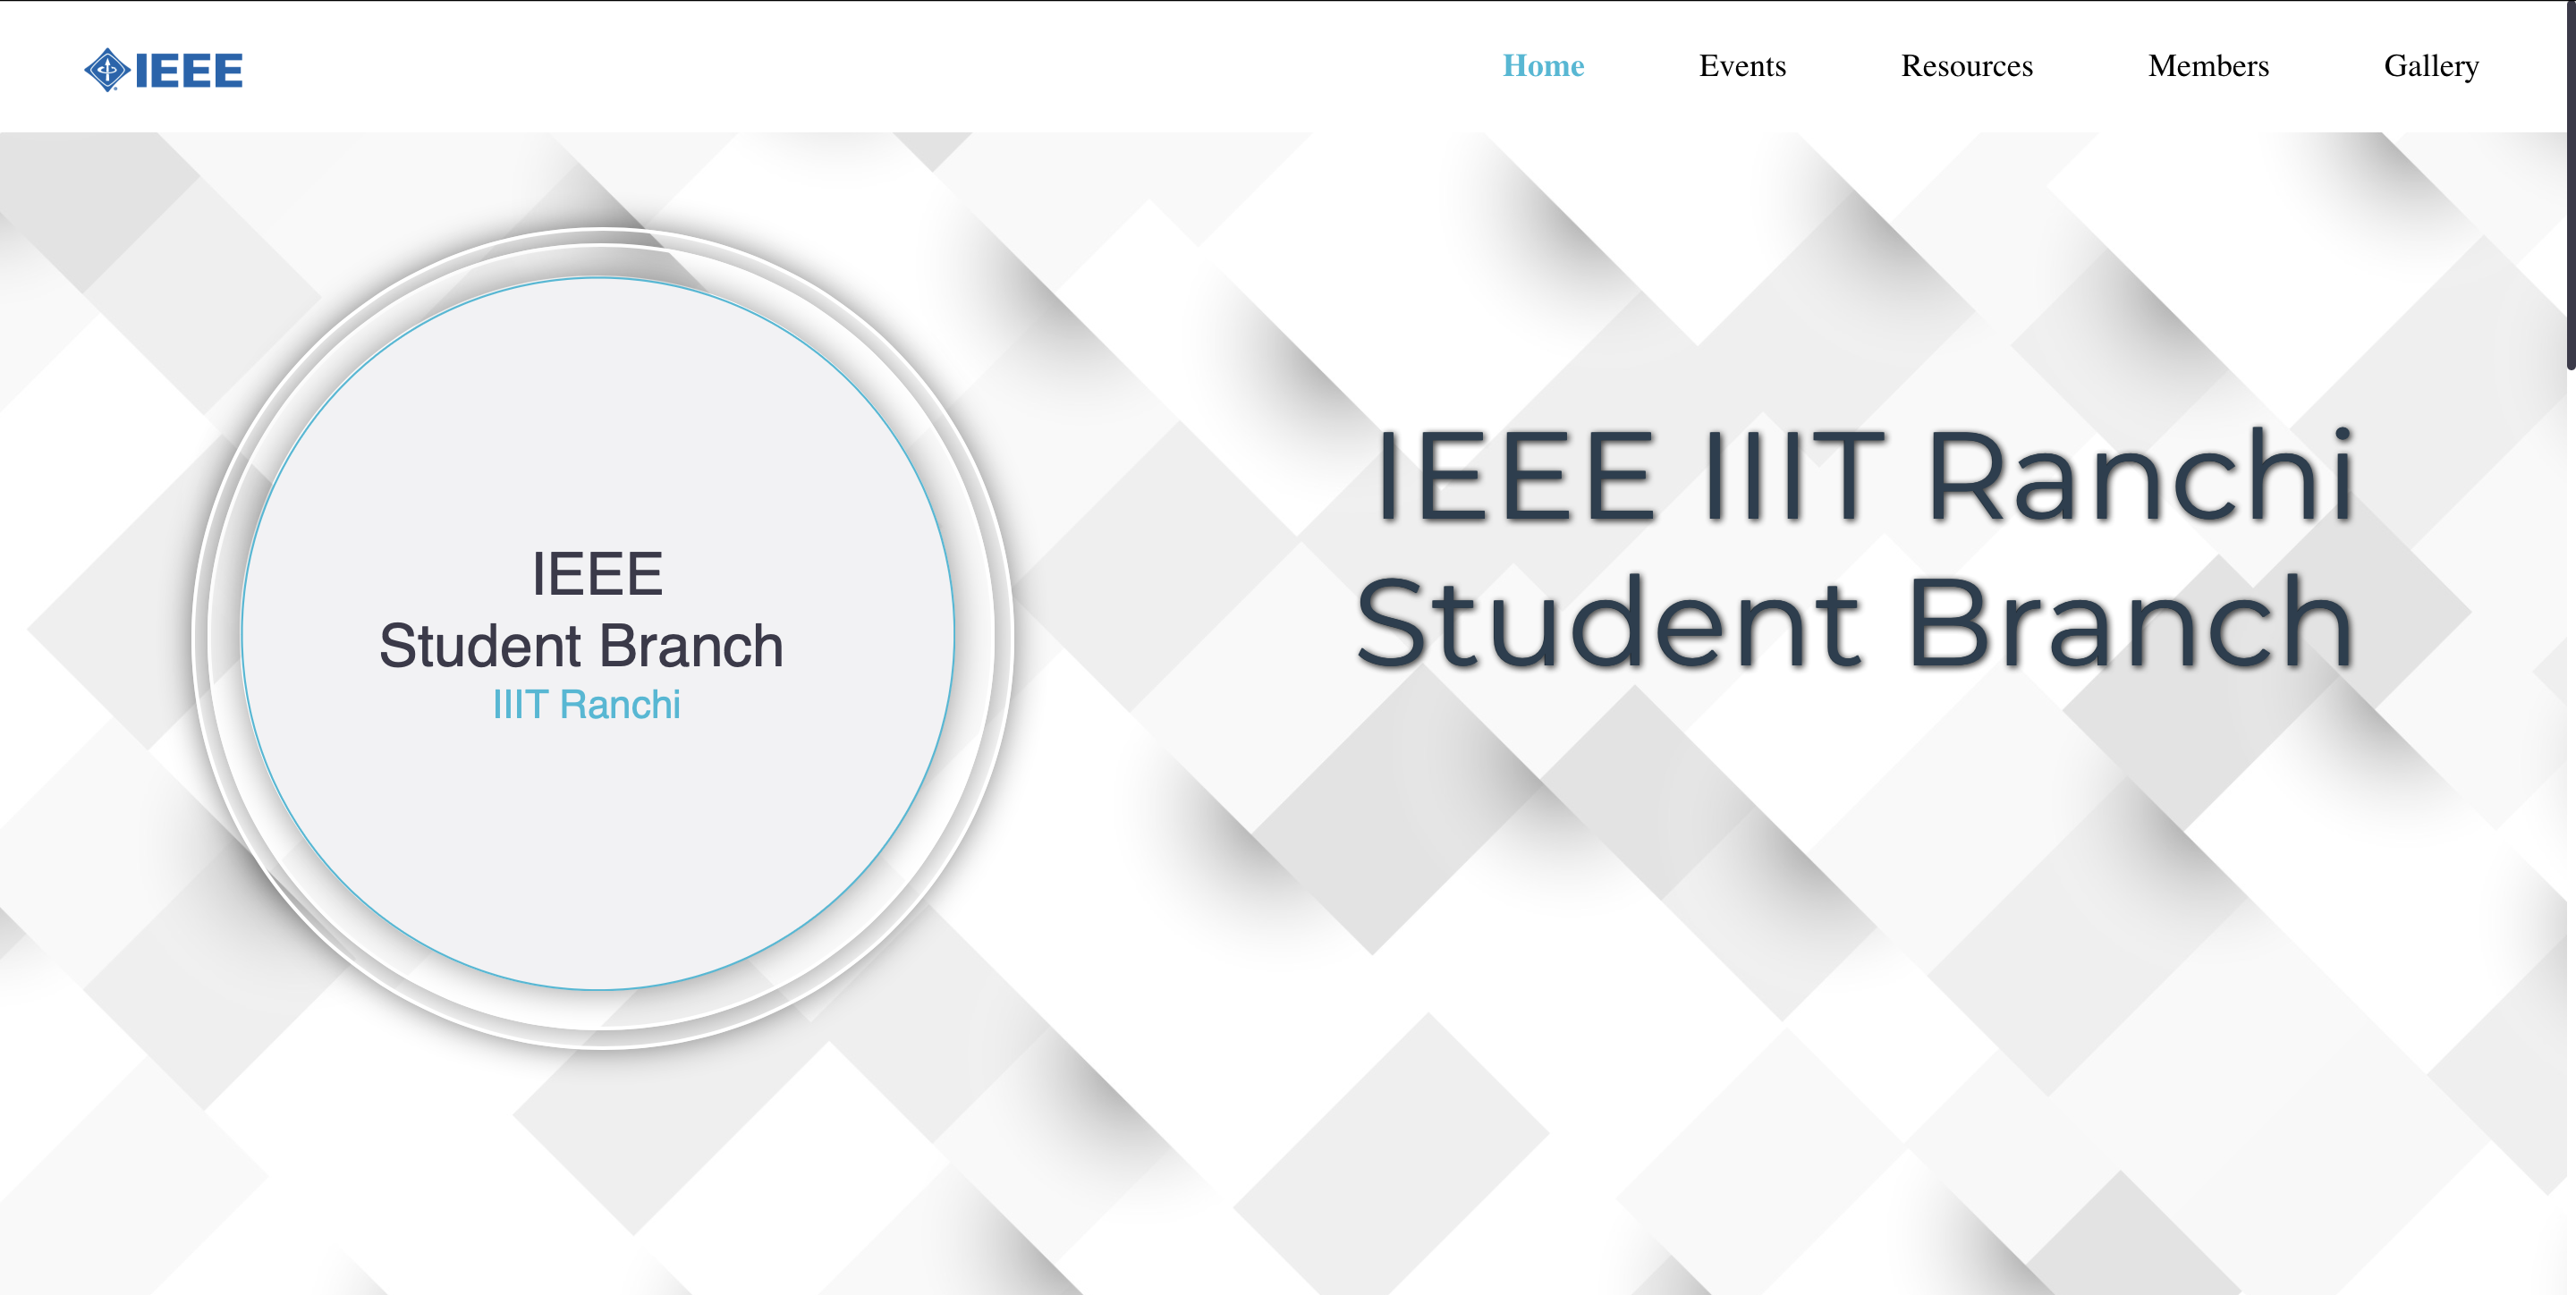 IEEE
Home Events Resources Members Gallery
IEEE
Student Branch
IIIT Ranchi
IEEE IIIT Ranchi
Student Branch